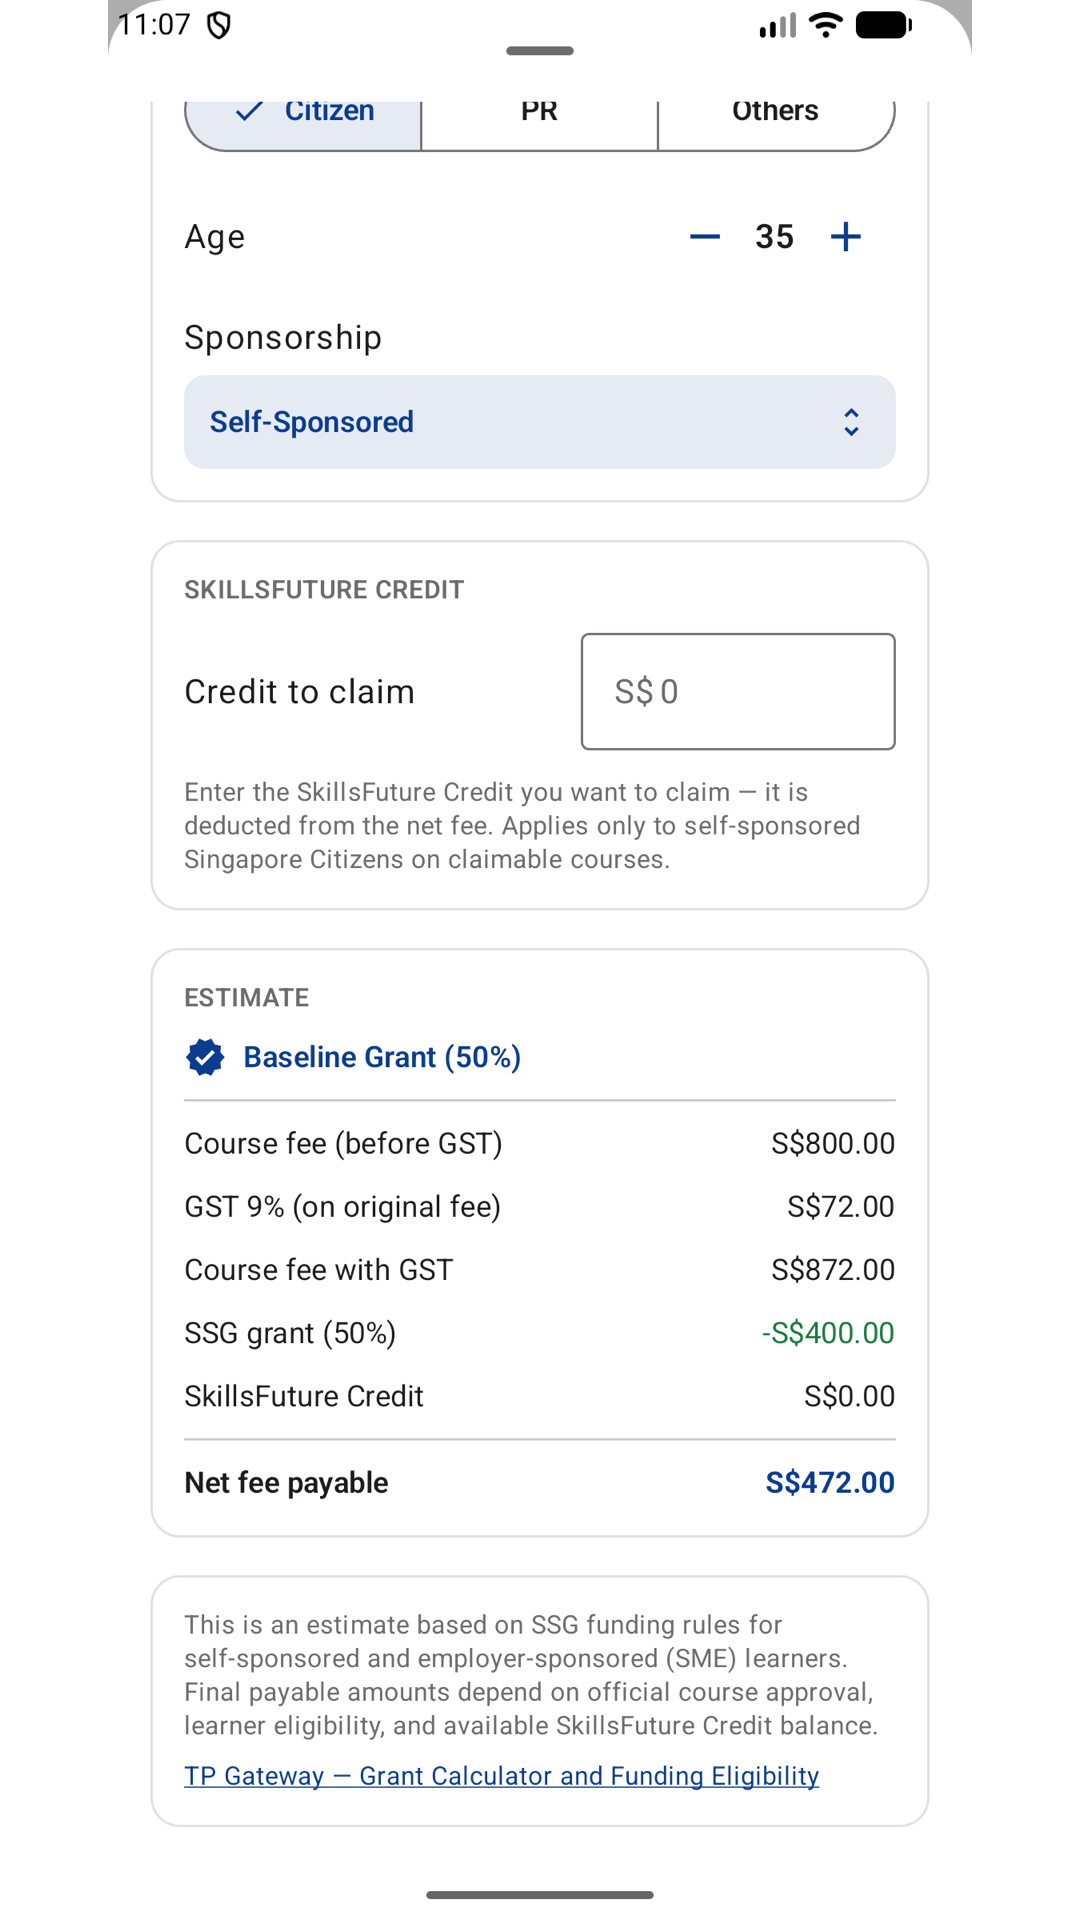 11:07
Citizen
PR
Others
Age
35
Sponsorship
Self-Sponsored
SKILLSFUTURE CREDIT
Credit to claim
S$ 0
Enter the SkillsFuture Credit you want to claim — it is
deducted from the net fee. Applies only to self-sponsored
Singapore Citizens on claimable courses.
ESTIMATE
Baseline Grant (50%)
Course fee (before GST) S$800.00
GST 9% (on original fee) S$72.00
Course fee with GST S$872.00
SSG grant (50%) -S$400.00
SkillsFuture Credit S$0.00
Net fee payable S$472.00
This is an estimate based on SSG funding rules for
self-sponsored and employer-sponsored (SME) learners.
Final payable amounts depend on official course approval,
learner eligibility, and available SkillsFuture Credit balance.
TP Gateway — Grant Calculator and Funding Eligibility